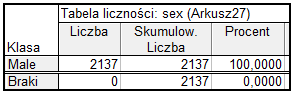 Tabela liczności: sex (Arkusz27)
Klasa Liczba Skumulow. Liczba Procent
Male 2137 2137 100,0000
Braki 0 2137 0,0000